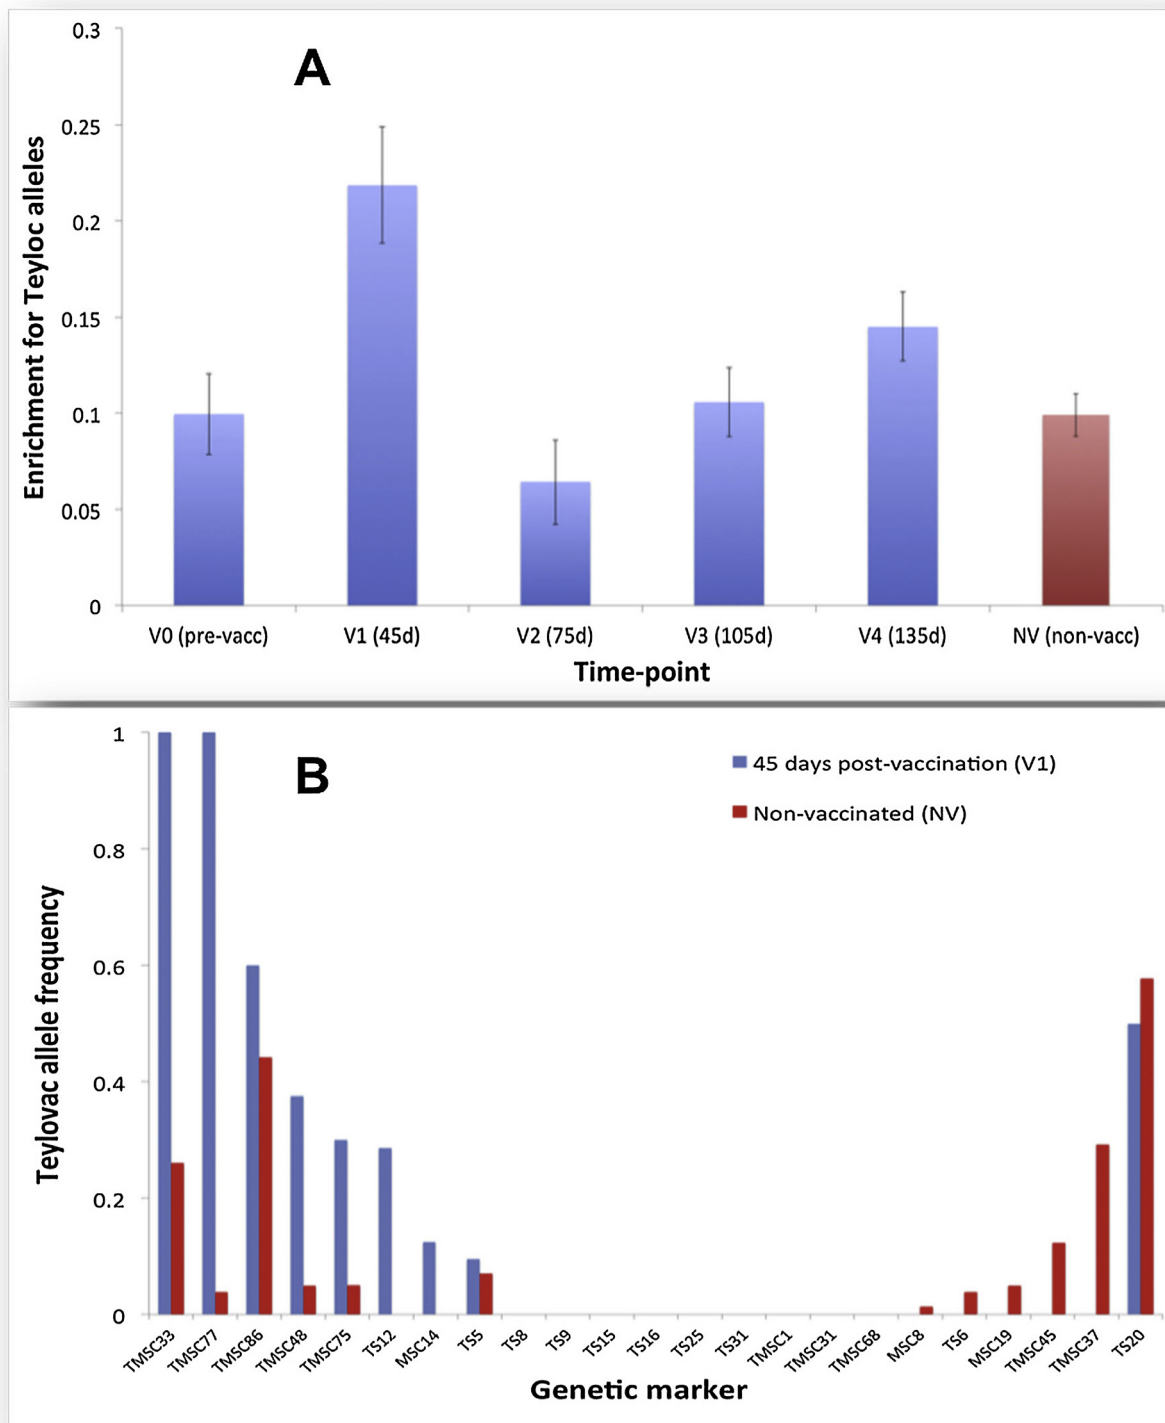 A
0.3
0.25
0.2
0.15
0.1
0.05
0
Enrichment for Teyloc alleles
V0 (pre-vacc) V1 (45d) V2 (75d) V3 (105d) V4 (135d) NV (non-vacc)
Time-point
B
1
0.8
0.6
0.4
0.2
0
Teylovac allele frequency
45 days post-vaccination (V1)
Non-vaccinated (NV)
TMSC33 TMSC77 TMSC86 TMSC48 TMSC75 TS12 MSC14 TS5 TS8 TS9 TS15 TS16 TS25 TS31 TMSC1 TMSC31 TMSC68 MSC8 TS6 MSC19 TMSC45 TMSC37 TS20
Genetic marker